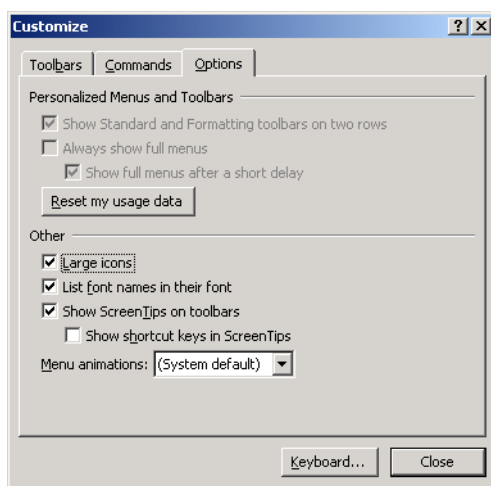 Customize
Toolbars
Commands
Options
Personalized Menus and Toolbars
Show Standard and Formatting toolbars on two rows
Always show full menus
Show full menus after a short delay
Reset my usage data
Other
Large icons
List font names in their font
Show ScreenTips on toolbars
Show shortcut keys in ScreenTips
Menu animations: (System default)
Keyboard... Close